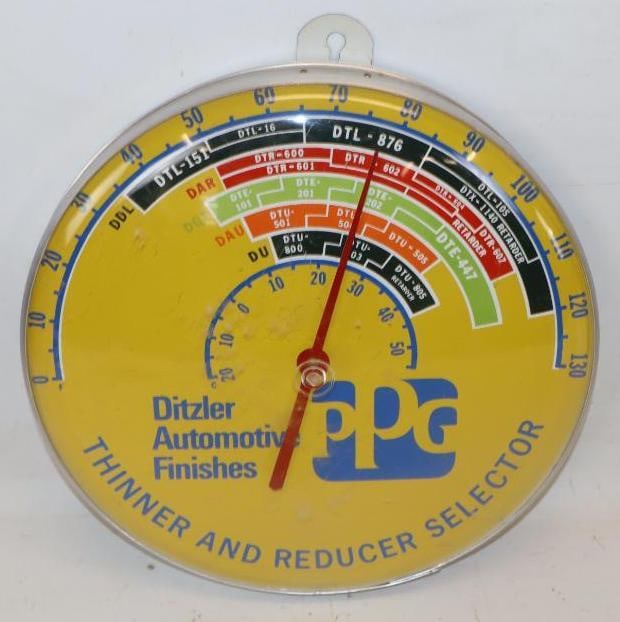 0 10 20 30 40 50 60 70 80 90 100 110 120 130
DDL DTL-151 DTL-16 DTL-876 DTL-105
DTX-1140 RETARDER
DAR DTR-600 DTR 602
DTR-601 RETARDER DTR-607
DTE-
101
DTE-
201
DTE-
202
DTE-447
DAU
DTU-
501
DTU-505
DU
DTU-
800
DTU-805
RETARDER
20 10 0 10 20 30 40 50
Ditzler
Automotive
Finishes
PPG
THINNER AND REDUCER SELECTOR